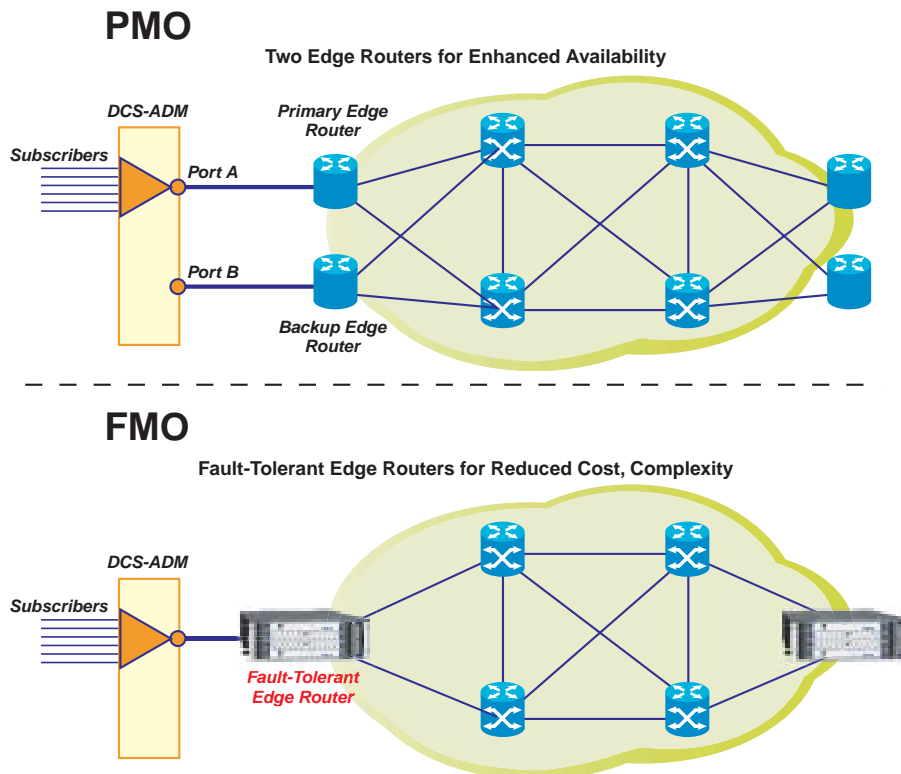 PMO
Two Edge Routers for Enhanced Availability
DCS-ADM
Primary Edge
Router
Subscribers
Port A
Port B
Backup Edge
Router
FMO
Fault-Tolerant Edge Routers for Reduced Cost, Complexity
DCS-ADM
Subscribers
Fault-Tolerant
Edge Router